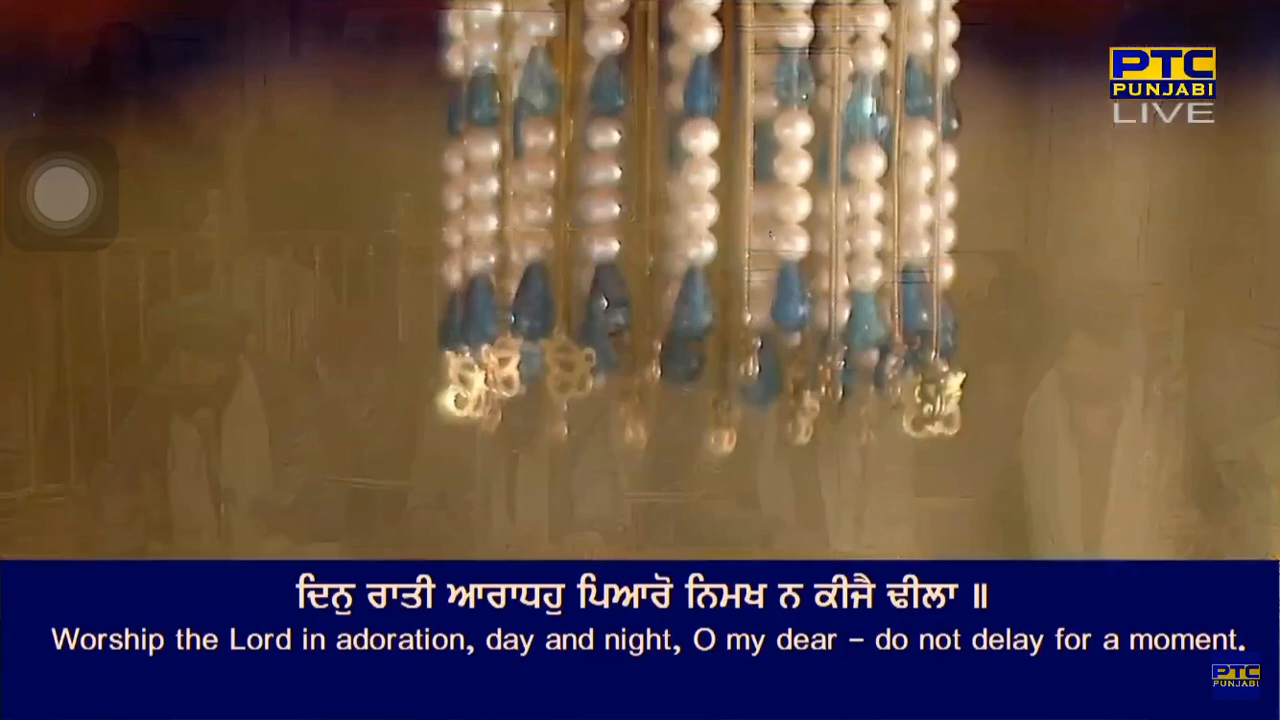 PTC
PUNJABI
LIVE
ਦਿਨੁ ਰਾਤੀ ਆਰਾਧਹੁ ਪਿਆਰੋ ਨਿਮਖ ਨ ਕੀਜੈ ਢੀਲਾ ॥
Worship the Lord in adoration, day and night, O my dear – do not delay for a moment.
PTC
PUNJABI